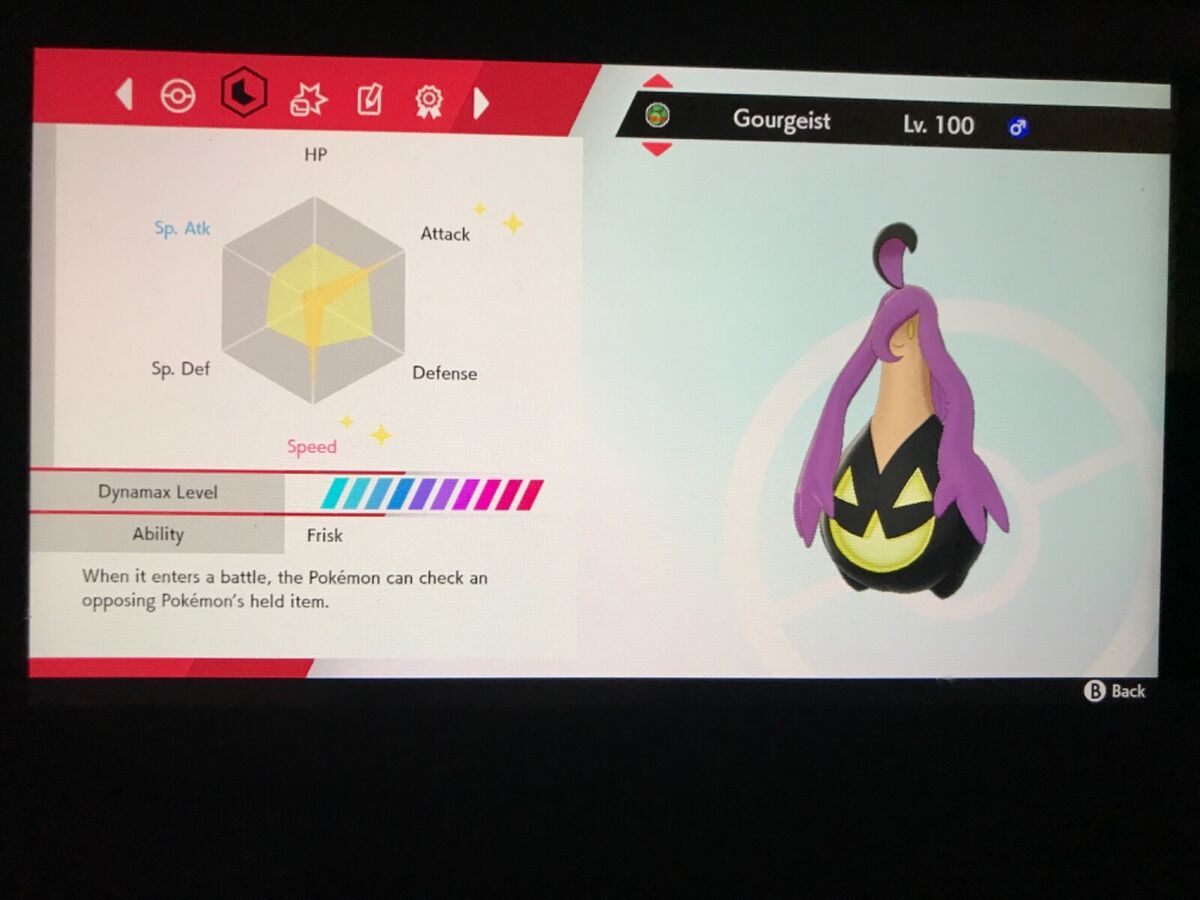 Gourgeist Lv. 100 ♂
HP
Sp. Atk
Attack
Sp. Def
Defense
Speed
Dynamax Level
Ability Frisk
When it enters a battle, the Pokémon can check an
opposing Pokémon's held item.
B Back